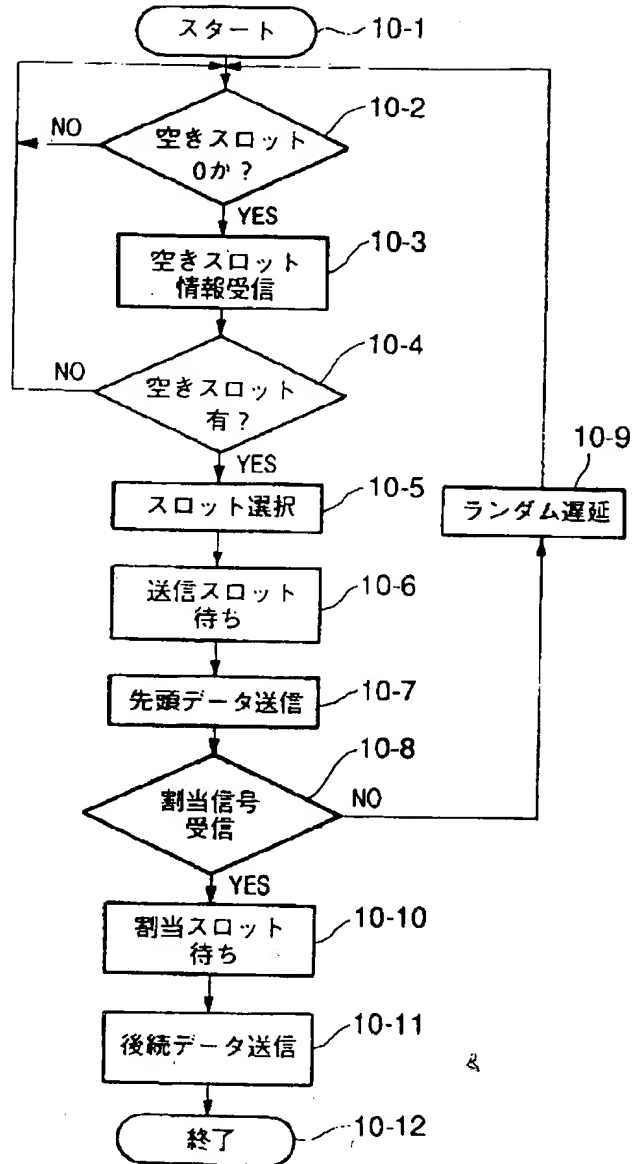 スタート
10-1
10-2
NO
空きスロット
0か?
YES
10-3
空きスロット
情報受信
10-4
NO
空きスロット
有?
YES
10-5
スロット選択
10-9
ランダム遅延
10-6
送信スロット
待ち
10-7
先頭データ送信
10-8
割当信号
受信
NO
YES
10-10
割当スロット
待ち
10-11
後続データ送信
10-12
終了